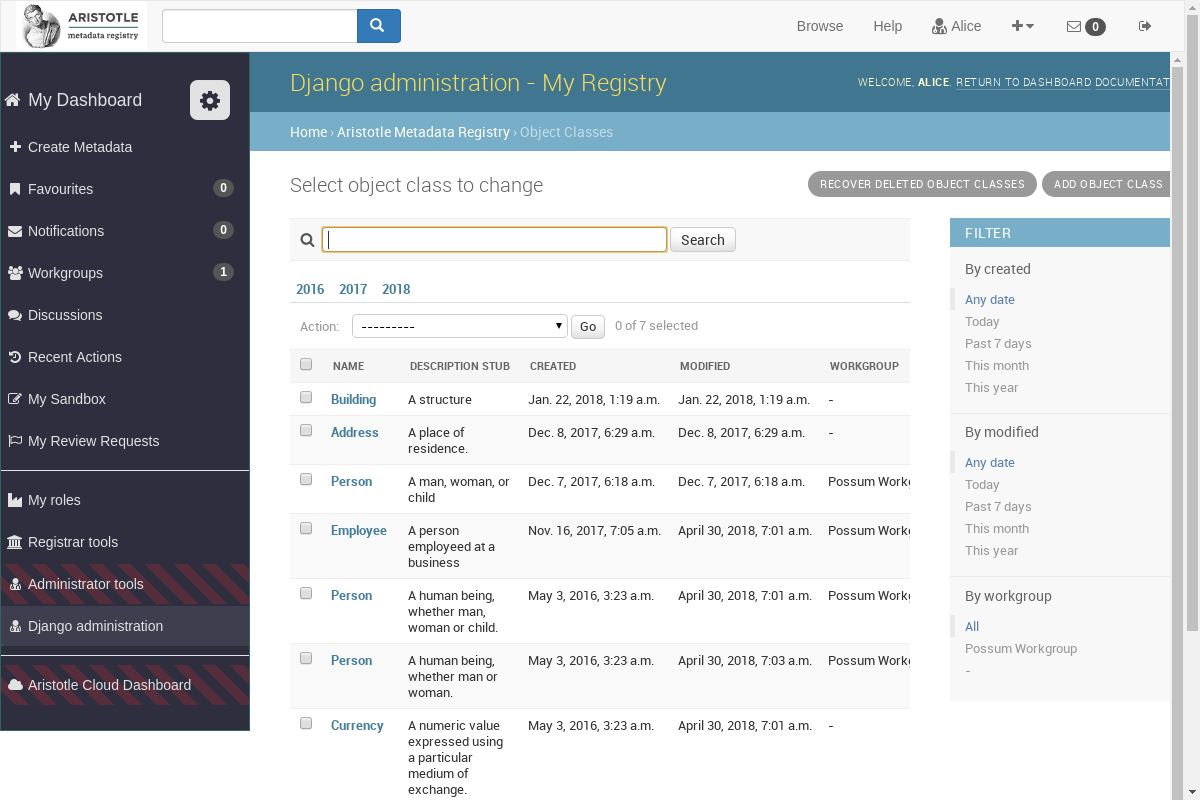 ARISTOTLE
metadata registry
Browse
Help
Alice
0
My Dashboard
Create Metadata
Favourites 0
Notifications 0
Workgroups 1
Discussions
Recent Actions
My Sandbox
My Review Requests
My roles
Registrar tools
Administrator tools
Django administration
Aristotle Cloud Dashboard
Django administration - My Registry
WELCOME, ALICE. RETURN TO DASHBOARD DOCUMENTAT
Home › Aristotle Metadata Registry › Object Classes
Select object class to change
RECOVER DELETED OBJECT CLASSES
ADD OBJECT CLASS
Search
2016 2017 2018
Action: --------- Go 0 of 7 selected
NAME DESCRIPTION STUB CREATED MODIFIED WORKGROUP
Building A structure Jan. 22, 2018, 1:19 a.m. Jan. 22, 2018, 1:19 a.m. -
Address A place of Dec. 8, 2017, 6:29 a.m. Dec. 8, 2017, 6:29 a.m. -
residence.
Person A man, woman, or Dec. 7, 2017, 6:18 a.m. Dec. 7, 2017, 6:18 a.m. Possum Workg
child
Employee A person Nov. 16, 2017, 7:05 a.m. April 30, 2018, 7:01 a.m. Possum Workg
employeed at a
business
Person A human being, May 3, 2016, 3:23 a.m. April 30, 2018, 7:01 a.m. Possum Workg
whether man,
woman or child.
Person A human being, May 3, 2016, 3:23 a.m. April 30, 2018, 7:03 a.m. Possum Workg
whether man or
woman.
Currency A numeric value May 3, 2016, 3:23 a.m. April 30, 2018, 7:01 a.m. -
expressed using
a particular
medium of
exchange.
FILTER
By created
Any date
Today
Past 7 days
This month
This year
By modified
Any date
Today
Past 7 days
This month
This year
By workgroup
All
Possum Workgroup
-